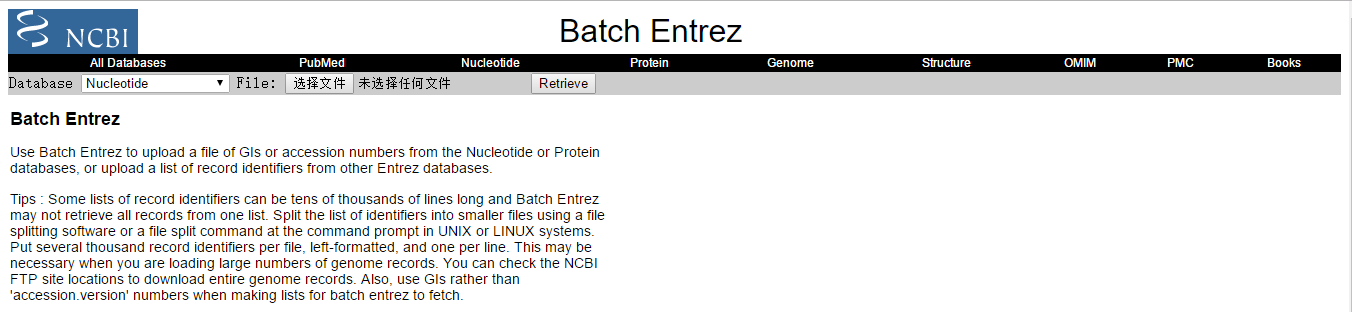 NCBI
Batch Entrez
All Databases PubMed Nucleotide Protein Genome Structure OMIM PMC Books
Database Nucleotide File: 选择文件 未选择任何文件 Retrieve
Batch Entrez
Use Batch Entrez to upload a file of GIs or accession numbers from the Nucleotide or Protein
databases, or upload a list of record identifiers from other Entrez databases.
Tips : Some lists of record identifiers can be tens of thousands of lines long and Batch Entrez
may not retrieve all records from one list. Split the list of identifiers into smaller files using a file
splitting software or a file split command at the command prompt in UNIX or LINUX systems.
Put several thousand record identifiers per file, left-formatted, and one per line. This may be
necessary when you are loading large numbers of genome records. You can check the NCBI
FTP site locations to download entire genome records. Also, use GIs rather than
'accession.version' numbers when making lists for batch entrez to fetch.